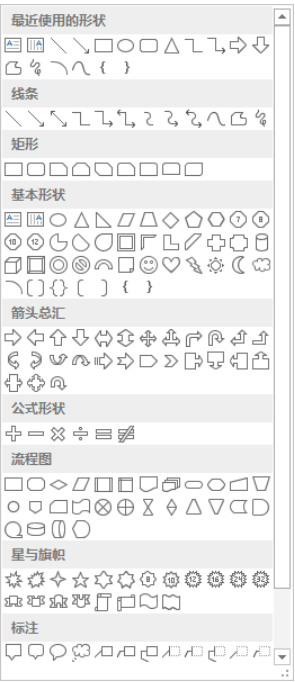 最近使用的形状
线条
矩形
基本形状
箭头总汇
公式形状
流程图
星与旗帜
标注